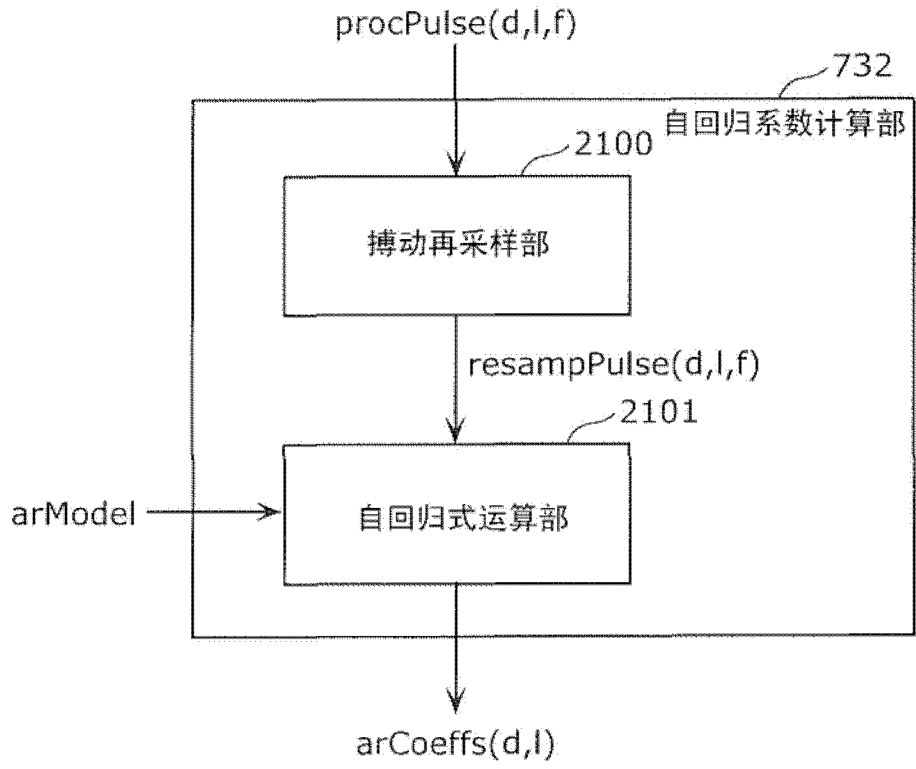 procPulse(d,l,f)
732
自回归系数计算部
2100
搏动再采样部
resampPulse(d,l,f)
2101
arModel
自回归式运算部
arCoeffs(d,l)